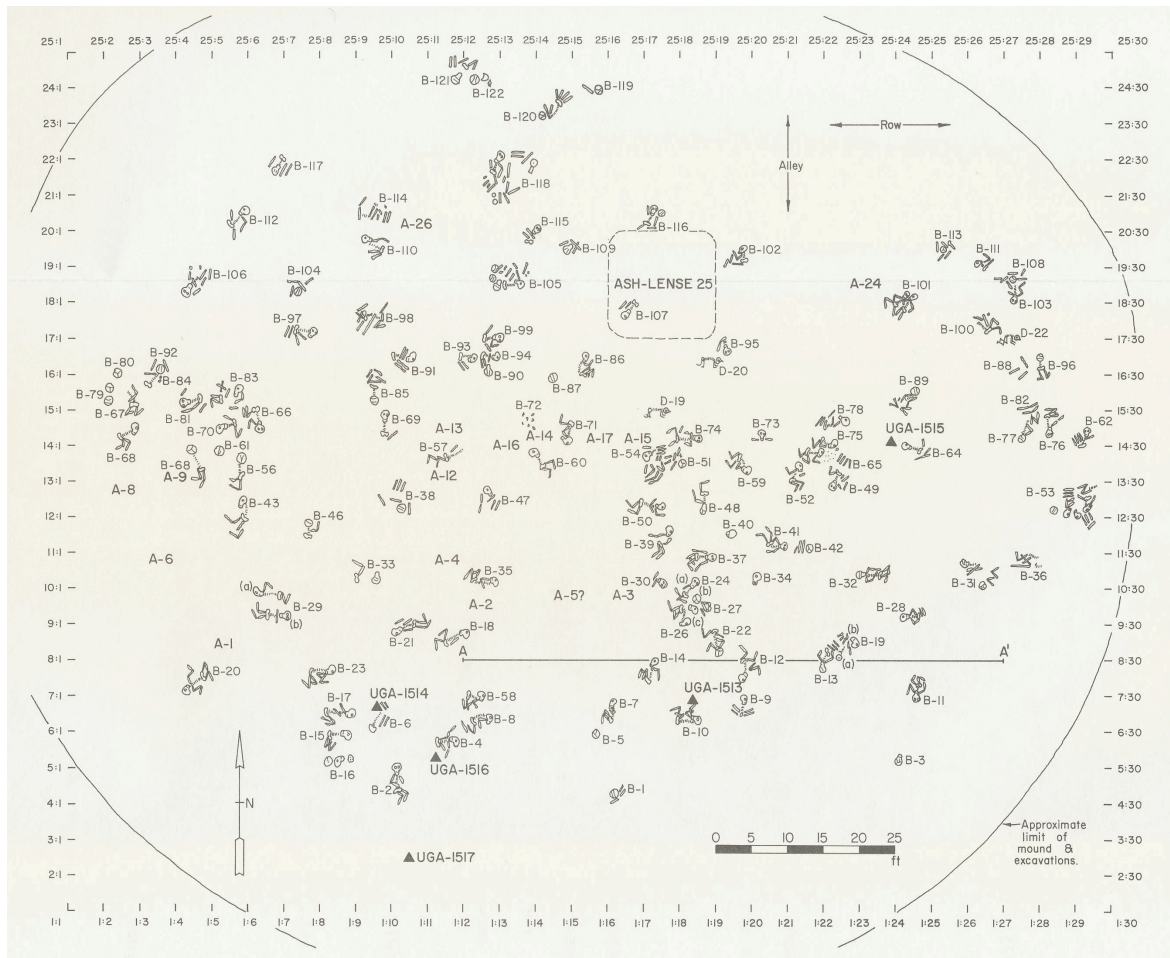 25:1 25:2 25:3 25:4 25:5 25:6 25:7 25:8 25:9 25:10 25:11 25:12 25:13 25:14 25:15 25:16 25:17 25:18 25:19 25:20 25:21 25:22 25:23 25:24 25:25 25:26 25:27 25:28 25:29 25:30
B-121
B-122
B-119
24:1
24:30
B-120
23:1
Row
23:30
22:1
B-117
Alley
22:30
B-118
21:1
B-114
21:30
B-112
A-26
B-115
B-116
20:1
20:30
B-110
B-109
B-102
B-113
B-111
19:1
B-106
B-104
B-108
19:30
B-105
ASH-LENSE 25
A-24
B-101
18:1
B-103
18:30
B-97
B-98
B-107
B-100
D-22
17:1
B-99
17:30
B-92
B-93
B-94
B-95
B-80
B-91
B-86
D-20
B-88
B-96
16:1
B-84
B-83
B-90
16:30
B-79
B-85
B-87
B-89
B-67
B-81
B-66
B-72
D-19
B-82
15:1
15:30
B-70
B-69
A-13
A-14
B-71
A-17
A-15
B-74
B-73
B-78
UGA-1515
B-62
B-68
B-61
B-57
A-16
B-75
B-77
B-76
14:1
14:30
B-68
B-54
B-51
B-64
A-9
B-56
A-12
B-60
B-59
B-65
13:1
A-8
B-52
B-49
B-53
13:30
B-43
B-38
B-47
B-48
12:1
B-46
B-50
B-40
B-41
12:30
B-39
B-42
11:1
A-6
B-33
A-4
B-37
11:30
B-35
B-30
(a)
B-24
B-34
B-32
B-31
B-36
10:1
(a)
A-2
A-5?
A-3
(b)
10:30
B-29
B-27
B-28
(b)
B-18
B-26
(c)
B-22
(b)
9:1
A-1
B-21
B-19
9:30
A
A'
8:1
B-20
B-23
B-14
B-12
B-13
(a)
8:30
UGA-1514
UGA-1513
7:1
B-17
B-58
B-7
B-9
B-11
7:30
B-6
B-8
B-10
6:1
B-15
B-4
B-5
6:30
B-16
UGA-1516
B-3
5:1
5:30
B-2
B-1
4:1
N
4:30
0 5 10 15 20 25
ft
3:1
Approximate
limit of
mound &
excavations.
3:30
UGA-1517
2:1
2:30
1:1 1:2 1:3 1:4 1:5 1:6 1:7 1:8 1:9 1:10 1:11 1:12 1:13 1:14 1:15 1:16 1:17 1:18 1:19 1:20 1:21 1:22 1:23 1:24 1:25 1:26 1:27 1:28 1:29 1:30